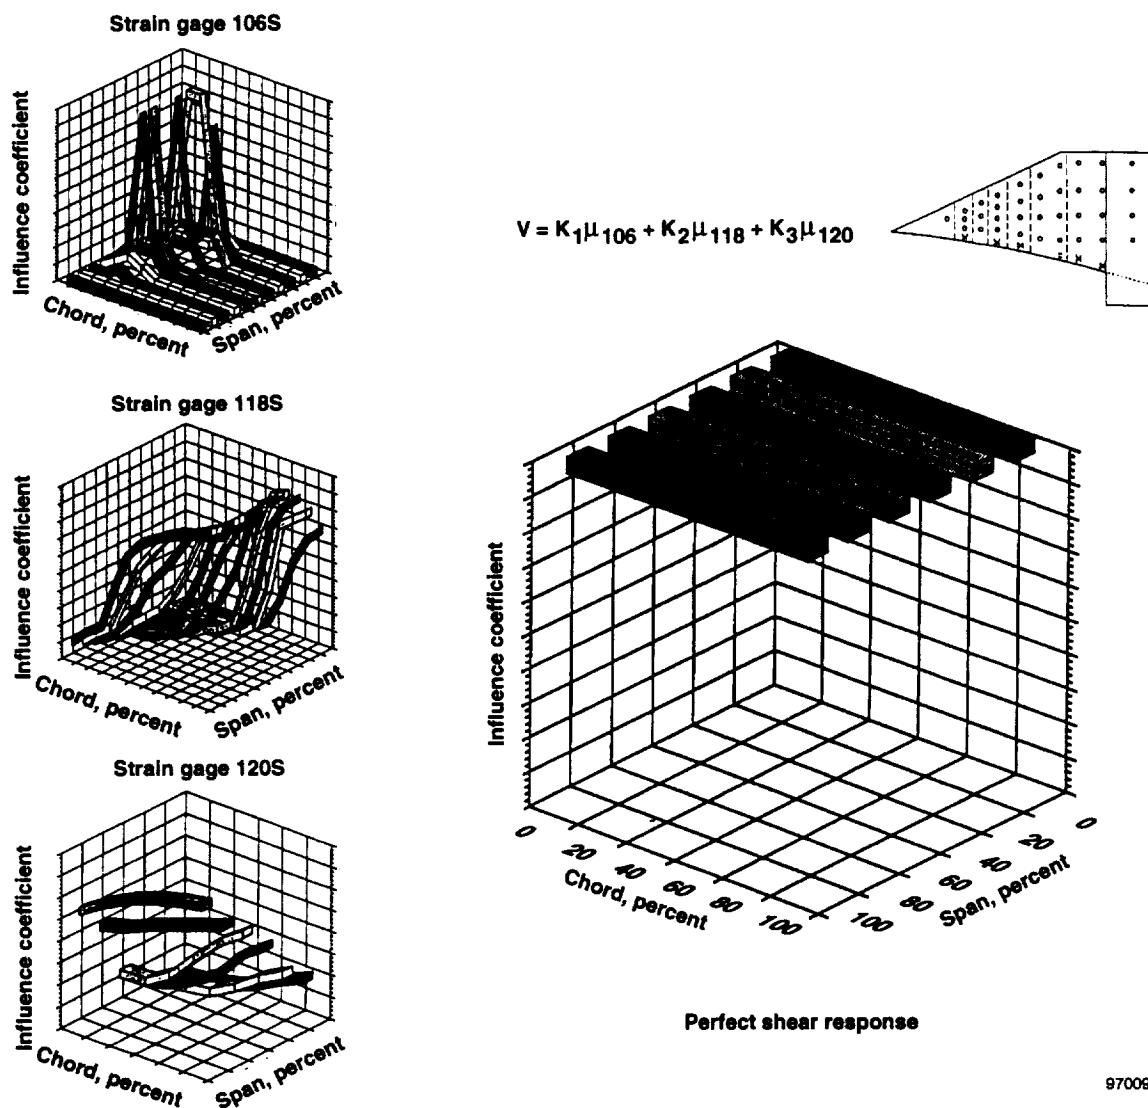 Strain gage 106S
Influence coefficient
Chord, percent
Span, percent
Strain gage 118S
Influence coefficient
Chord, percent
Span, percent
Strain gage 120S
Influence coefficient
Chord, percent
Span, percent
V = K₁μ₁₀₆ + K₂μ₁₁₈ + K₃μ₁₂₀
Influence coefficient
0 20 40 60 80 100
Chord, percent
100 80 60 40 20 0
Span, percent
Perfect shear response
97009